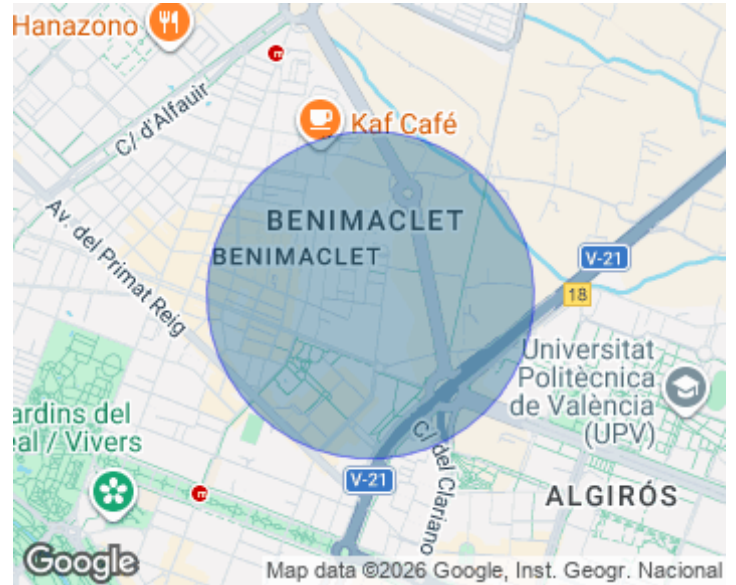 Hanazono
C/ d'Alfauir
Kaf Café
BENIMACLET
BENIMACLET
Av. del Primat Reig
V-21
18
Universitat
Politècnica
de València
(UPV)
ardins del
eal / Vivers
C/ del Clariano
V-21
ALGIRÓS
Google
Map data ©2026 Google, Inst. Geogr. Nacional